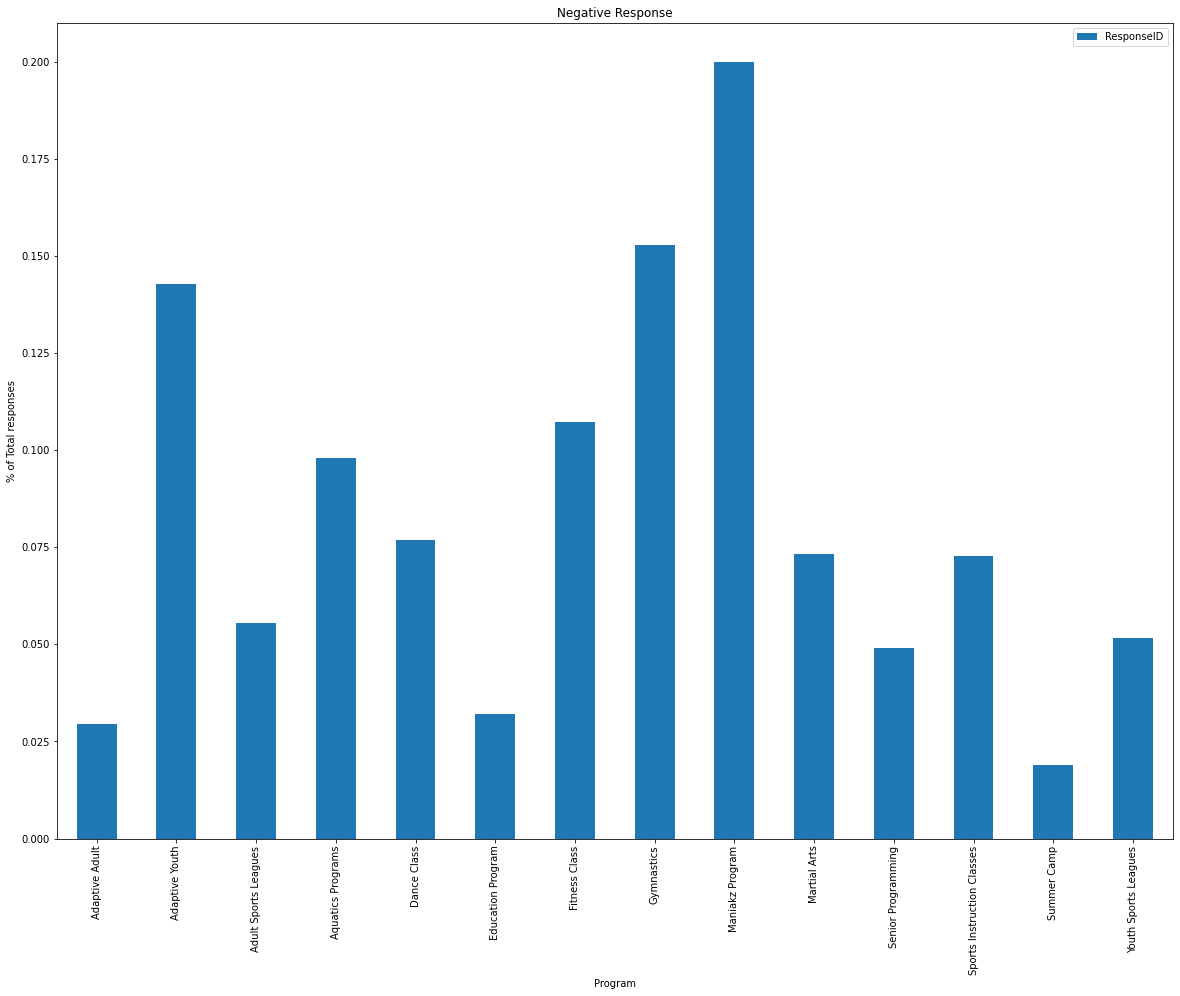 Negative Response
ResponseID
% of Total responses
0.200
0.175
0.150
0.125
0.100
0.075
0.050
0.025
0.000
Adaptive Adult
Adaptive Youth
Adult Sports Leagues
Aquatics Programs
Dance Class
Education Program
Fitness Class
Gymnastics
Maniakz Program
Martial Arts
Senior Programming
Sports Instruction Classes
Summer Camp
Youth Sports Leagues
Program